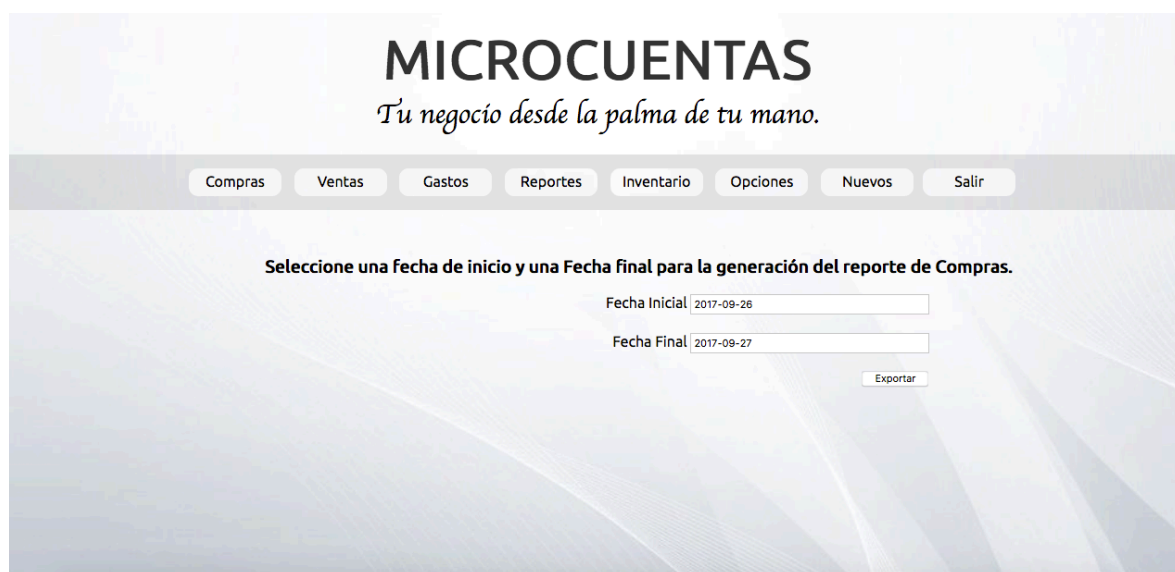 MICROCUENTAS
Tu negocio desde la palma de tu mano.
Compras Ventas Gastos Reportes Inventario Opciones Nuevos Salir
Seleccione una fecha de inicio y una Fecha final para la generación del reporte de Compras.
Fecha Inicial 2017-09-26
Fecha Final 2017-09-27
Exportar